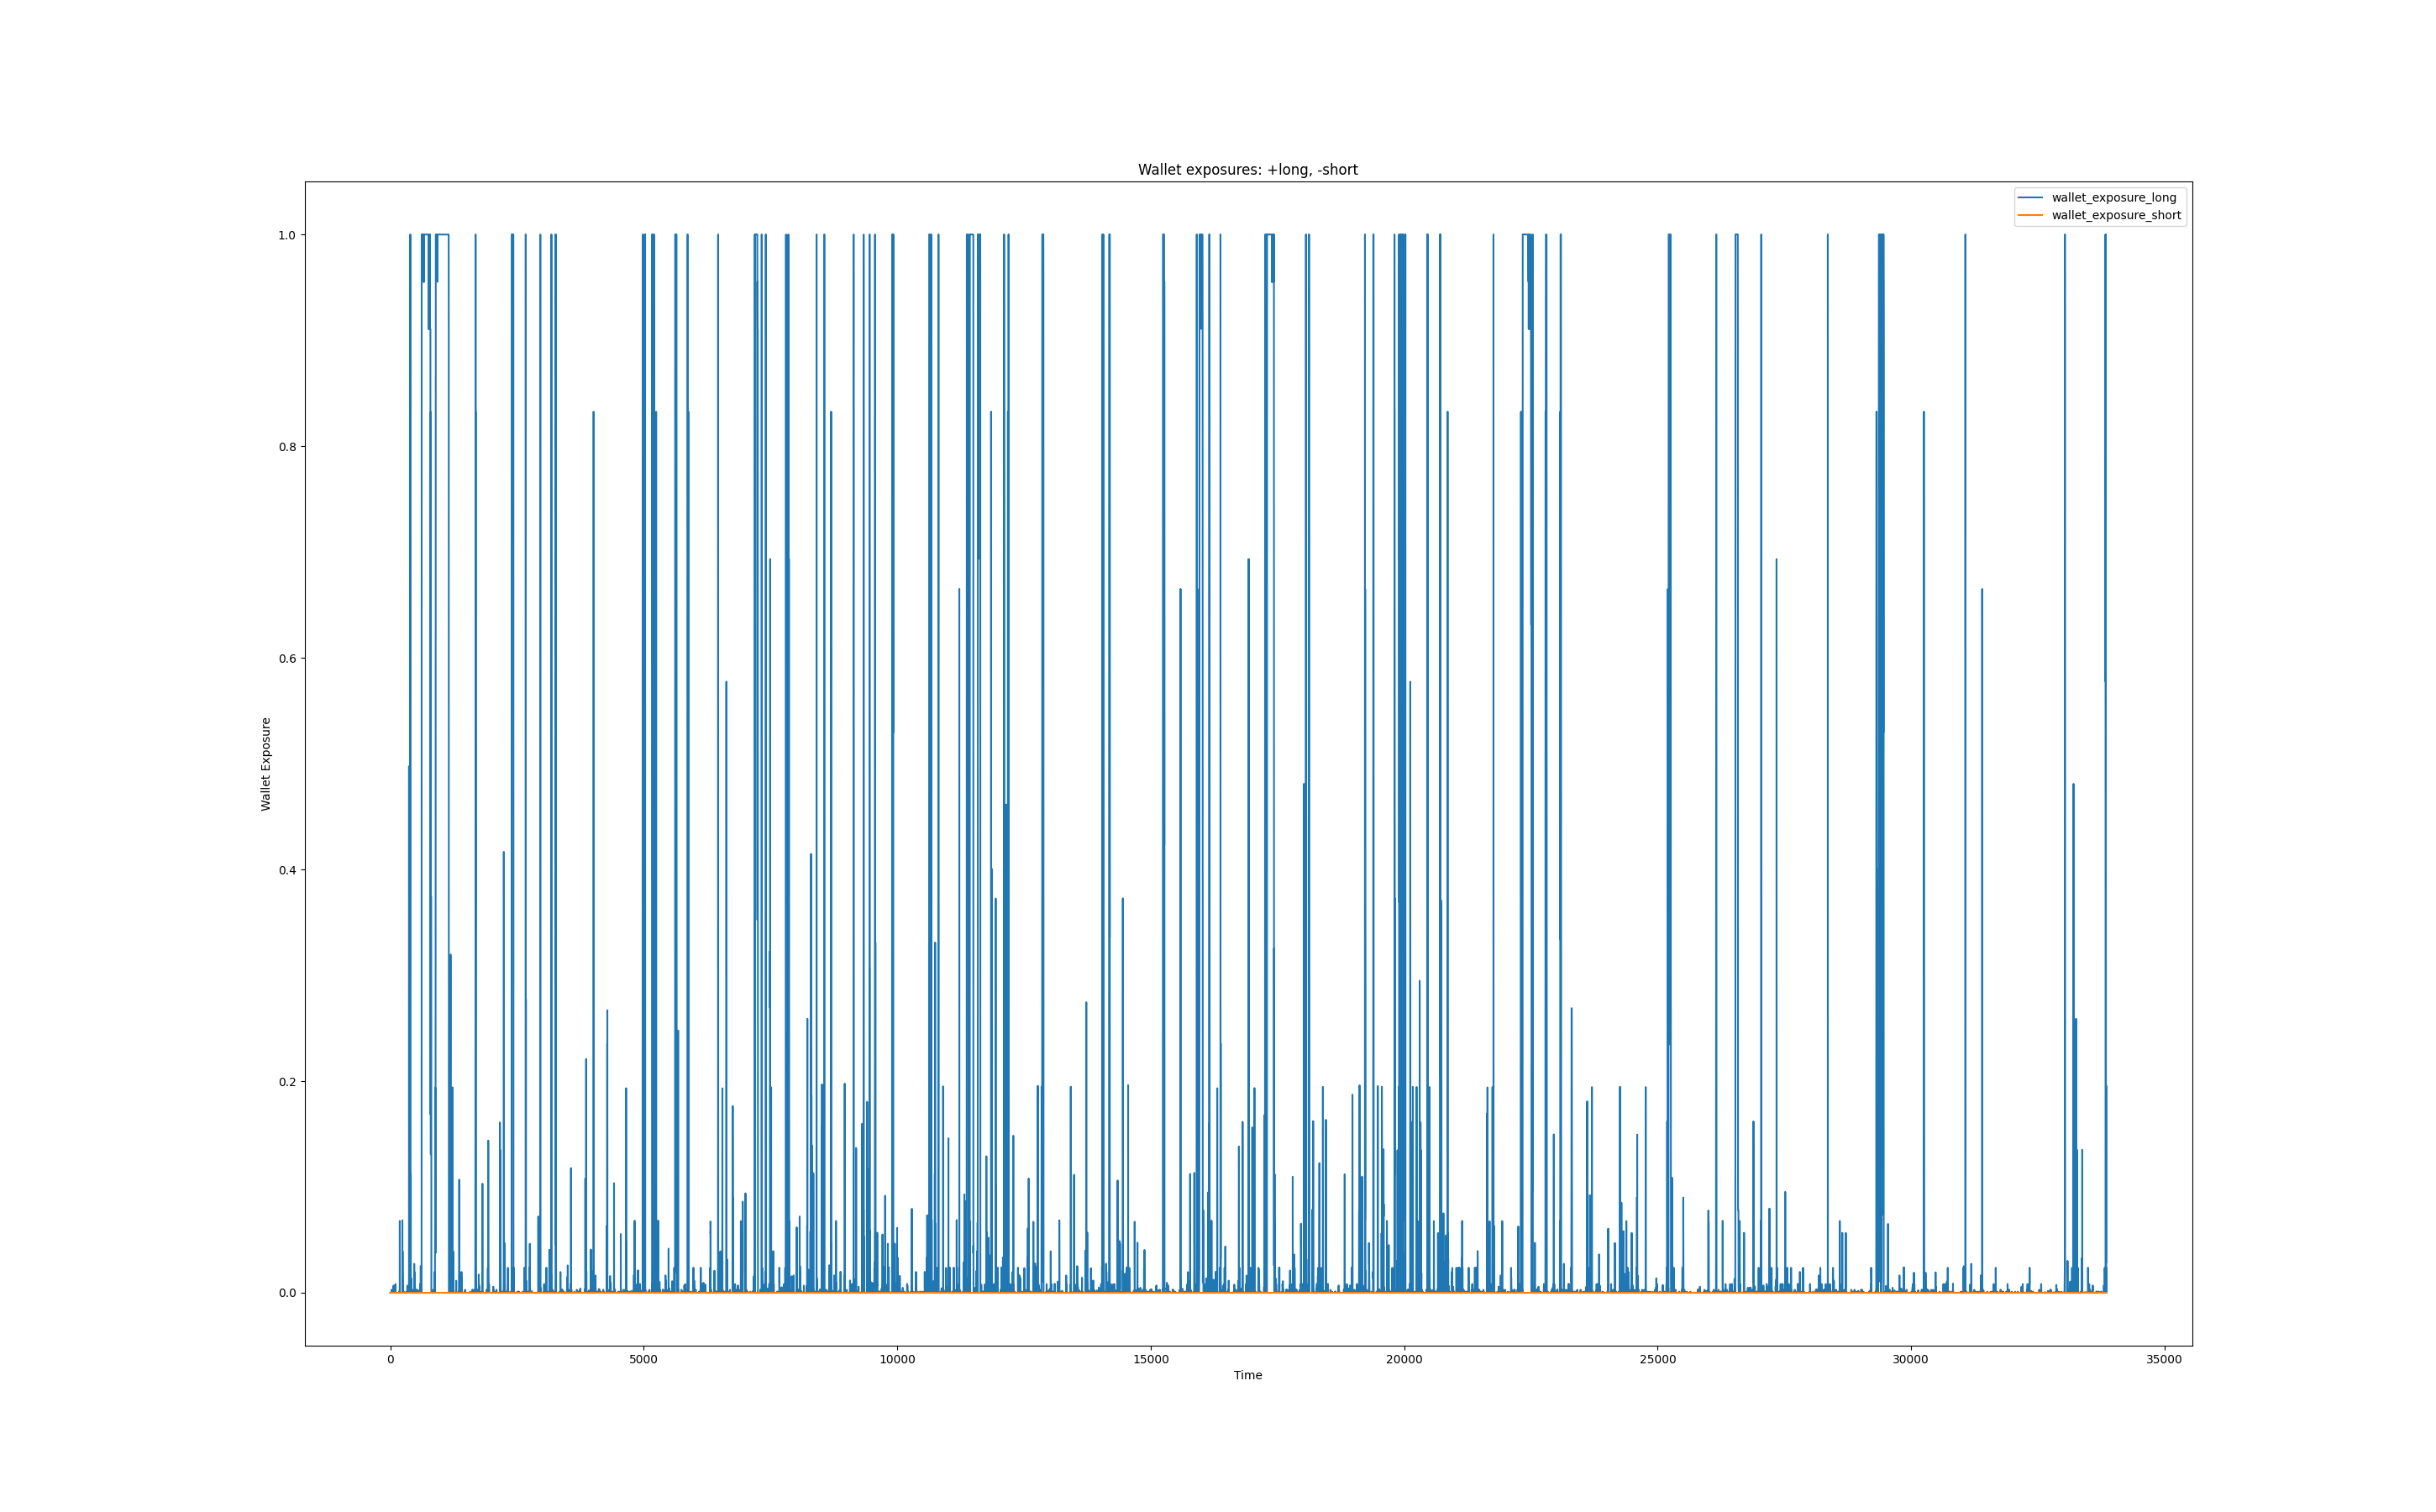 Wallet exposures: +long, -short
wallet_exposure_long
wallet_exposure_short
1.0
0.8
0.6
0.4
0.2
0.0
Wallet Exposure
0 5000 10000 15000 20000 25000 30000 35000
Time